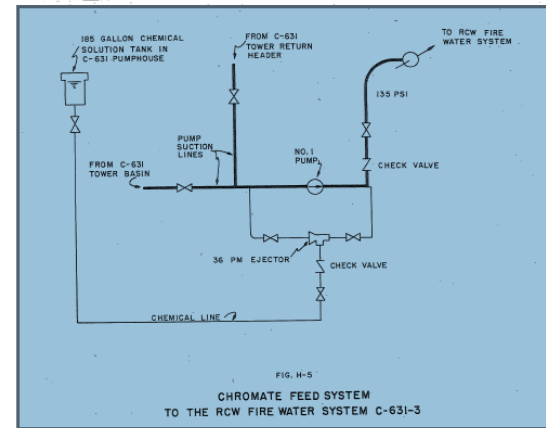 185 GALLON CHEMICAL
SOLUTION TANK IN
C-631 PUMPHOUSE
FROM C-631
TOWER RETURN
HEADER
TO RCW FIRE
WATER SYSTEM
135 PSI
PUMP
SUCTION
LINES
NO. 1
PUMP
CHECK VALVE
FROM C-631
TOWER BASIN
36 PM EJECTOR
CHECK VALVE
CHEMICAL LINE
FIG. H-5
CHROMATE FEED SYSTEM
TO THE RCW FIRE WATER SYSTEM C-631-3